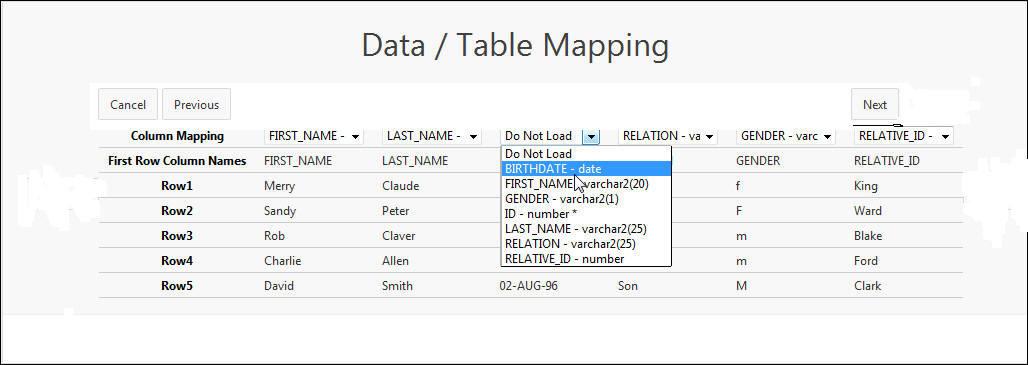 Data / Table Mapping
Cancel Previous Next
Column Mapping FIRST_NAME - LAST_NAME - Do Not Load RELATION - va GENDER - varc RELATIVE_ID -
Do Not Load
First Row Column Names FIRST_NAME LAST_NAME GENDER RELATIVE_ID
BIRTHDATE - date
Row1 Merry Claude FIRST_NAME - varchar2(20) f King
GENDER - varchar2(1)
Row2 Sandy Peter ID - number * F Ward
LAST_NAME - varchar2(25)
Row3 Rob Claver m Blake
RELATION - varchar2(25)
Row4 Charlie Allen RELATIVE_ID - number m Ford
Row5 David Smith 02-AUG-96 Son M Clark